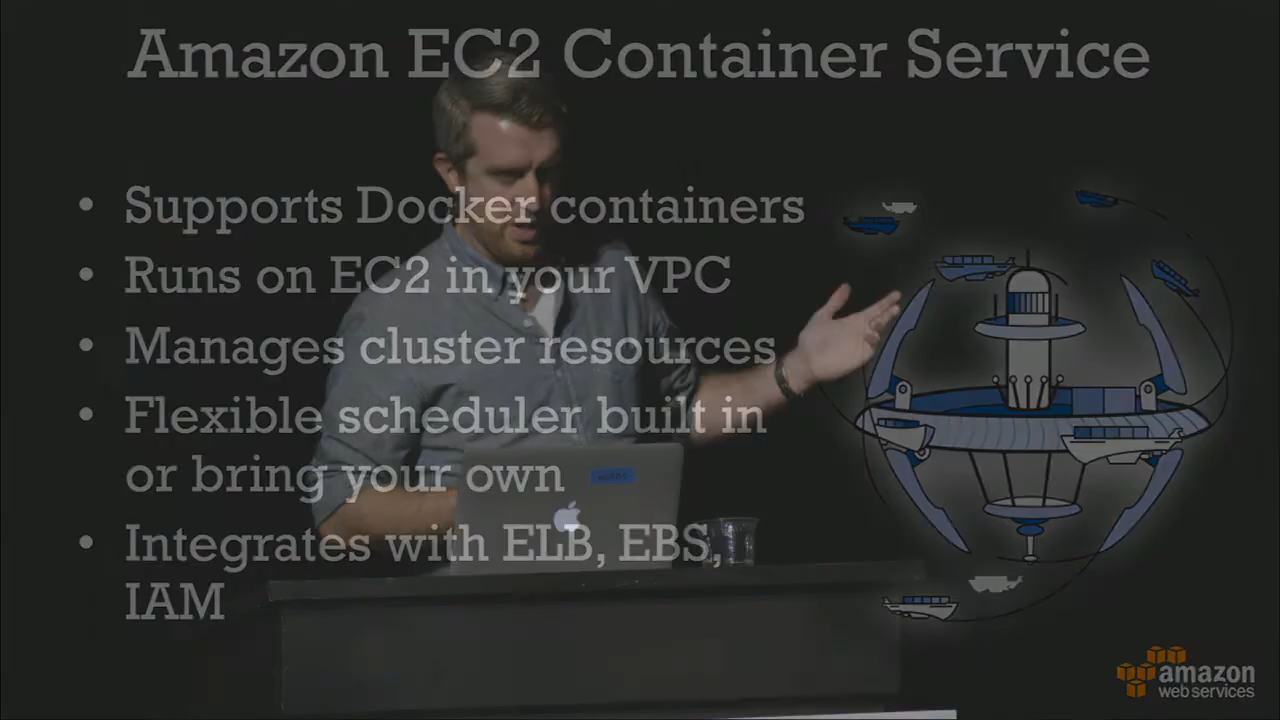 Amazon EC2 Container Service
• Supports Docker containers
• Runs on EC2 in your VPC
• Manages cluster resources
• Flexible scheduler built in
or bring your own
• Integrates with ELB, EBS,
IAM
amazon
web services